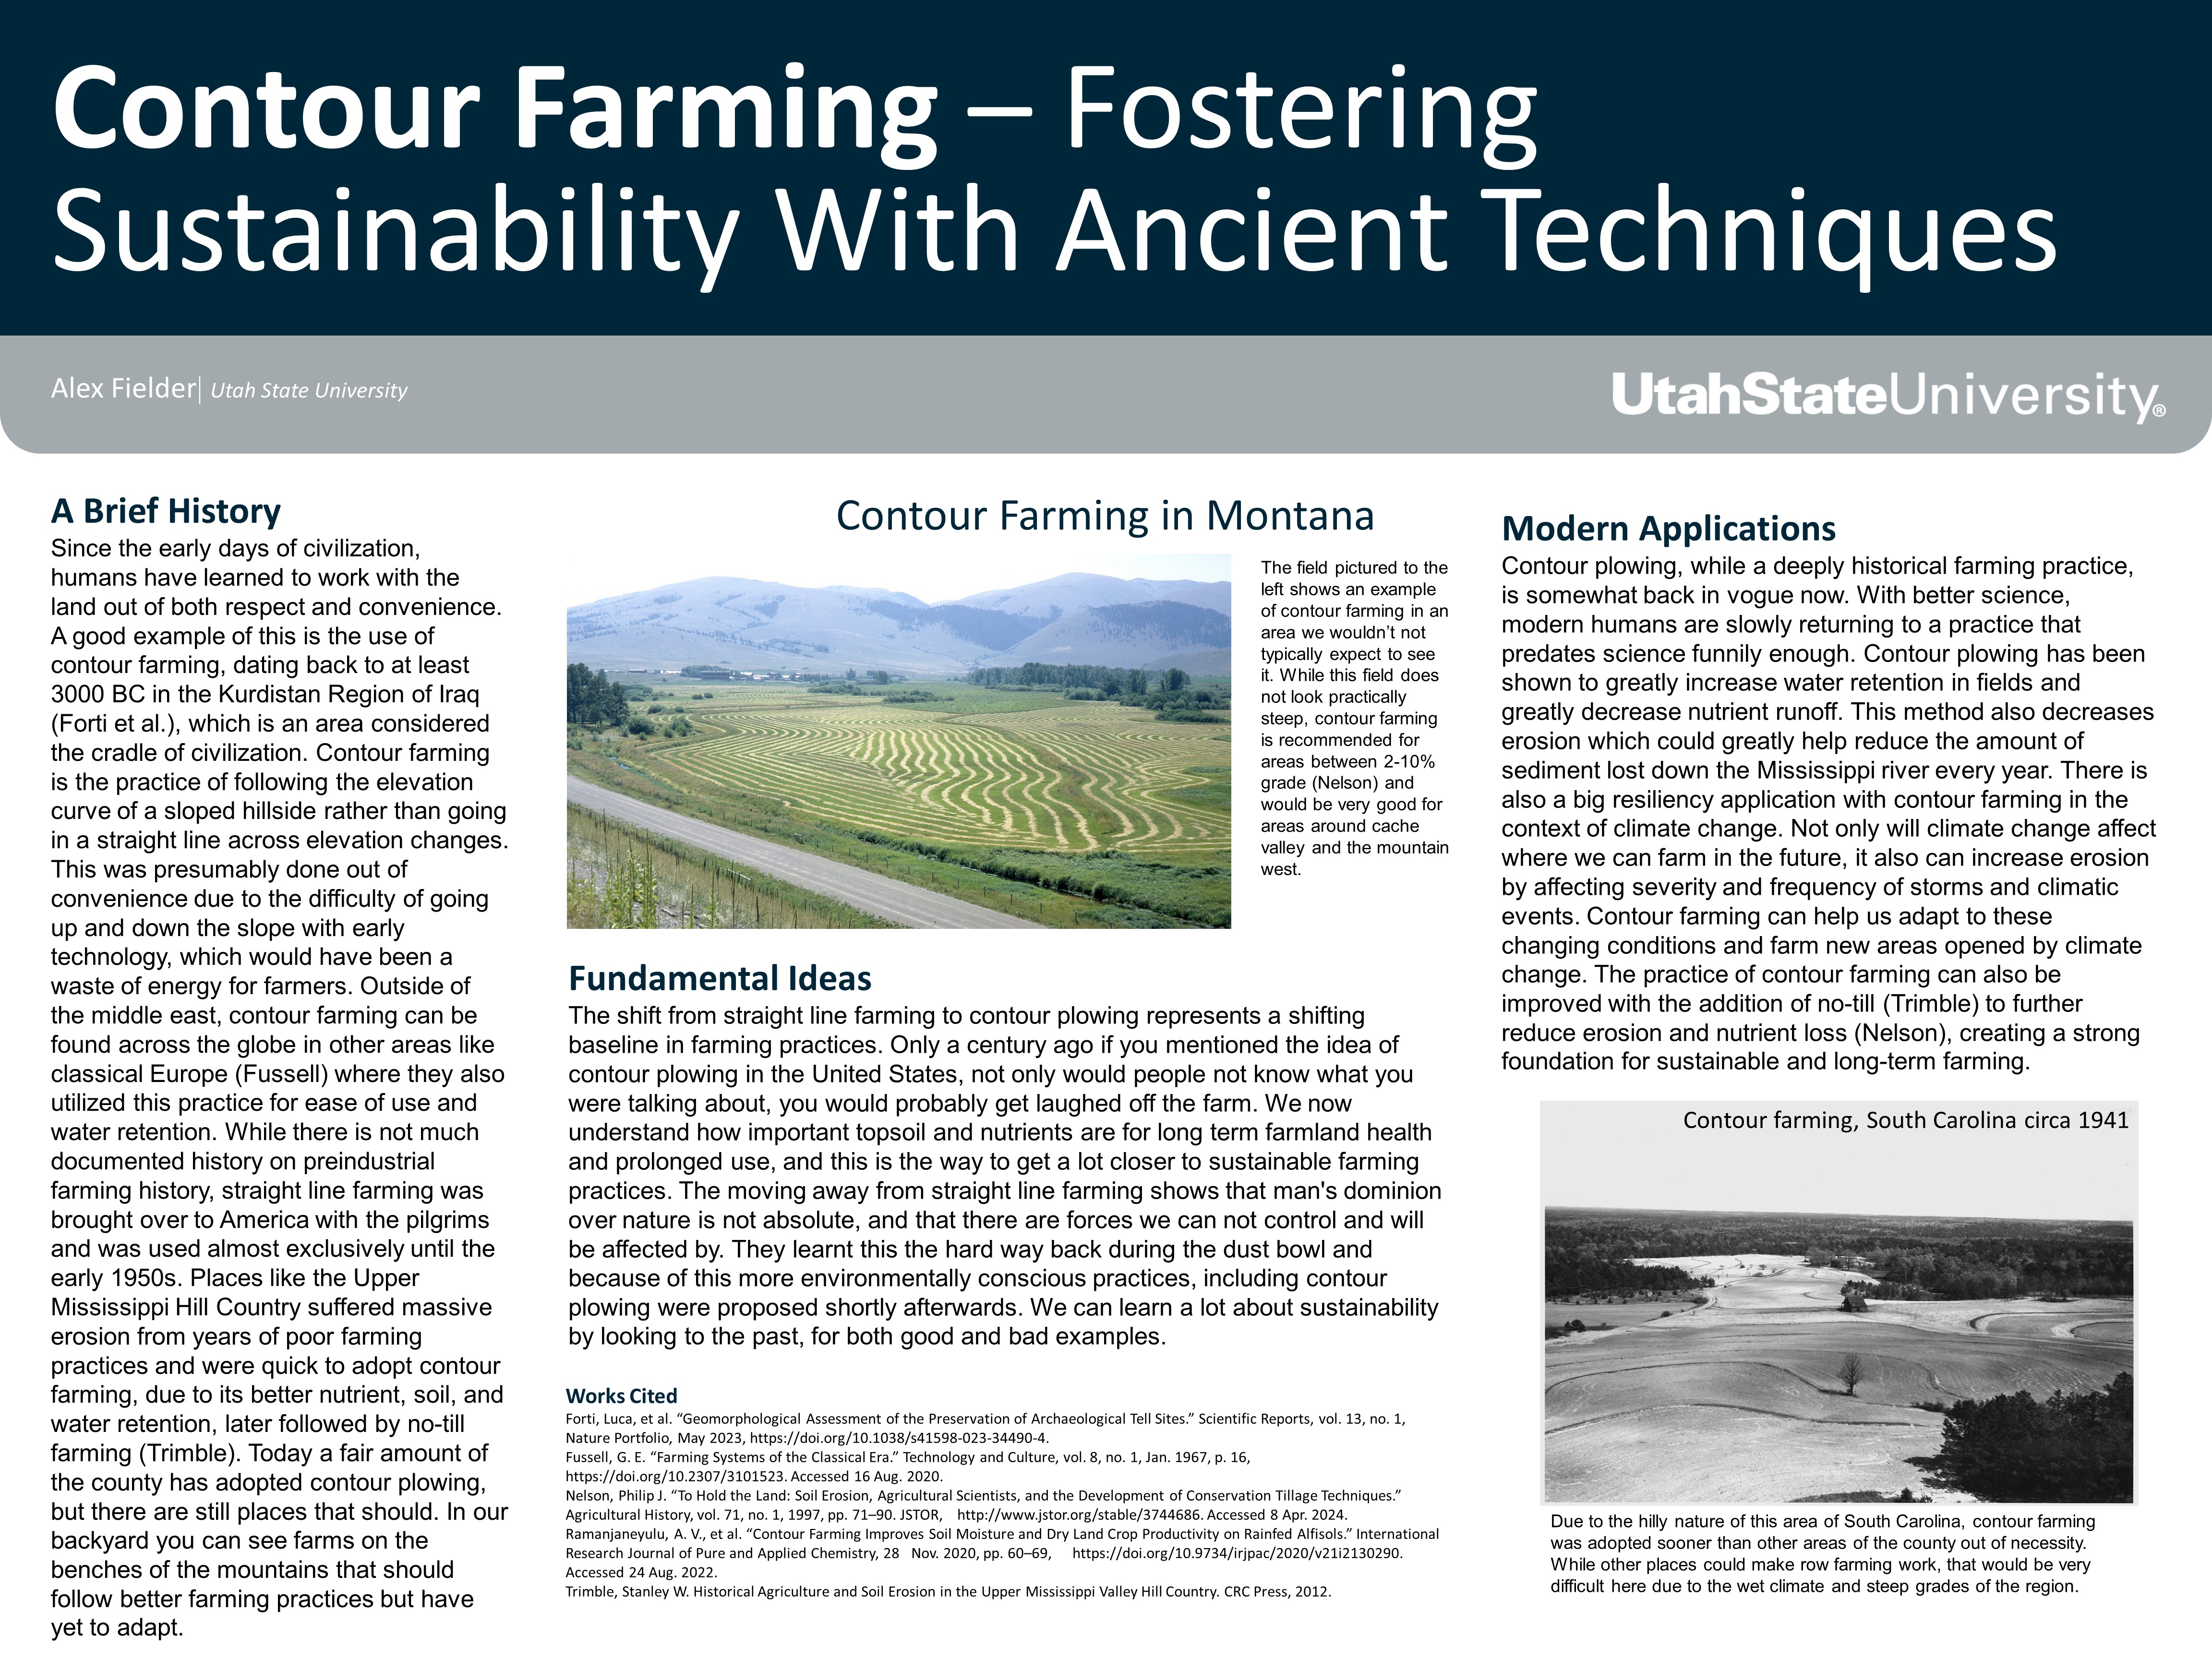 Contour Farming – Fostering
Sustainability With Ancient Techniques
Alex Fielder| Utah State University
UtahStateUniversity®
A Brief History
Since the early days of civilization,
humans have learned to work with the
land out of both respect and convenience.
A good example of this is the use of
contour farming, dating back to at least
3000 BC in the Kurdistan Region of Iraq
(Forti et al.), which is an area considered
the cradle of civilization. Contour farming
is the practice of following the elevation
curve of a sloped hillside rather than going
in a straight line across elevation changes.
This was presumably done out of
convenience due to the difficulty of going
up and down the slope with early
technology, which would have been a
waste of energy for farmers. Outside of
the middle east, contour farming can be
found across the globe in other areas like
classical Europe (Fussell) where they also
utilized this practice for ease of use and
water retention. While there is not much
documented history on preindustrial
farming history, straight line farming was
brought over to America with the pilgrims
and was used almost exclusively until the
early 1950s. Places like the Upper
Mississippi Hill Country suffered massive
erosion from years of poor farming
practices and were quick to adopt contour
farming, due to its better nutrient, soil, and
water retention, later followed by no-till
farming (Trimble). Today a fair amount of
the county has adopted contour plowing,
but there are still places that should. In our
backyard you can see farms on the
benches of the mountains that should
follow better farming practices but have
yet to adapt.
Contour Farming in Montana
The field pictured to the
left shows an example
of contour farming in an
area we wouldn’t not
typically expect to see
it. While this field does
not look practically
steep, contour farming
is recommended for
areas between 2-10%
grade (Nelson) and
would be very good for
areas around cache
valley and the mountain
west.
Fundamental Ideas
The shift from straight line farming to contour plowing represents a shifting
baseline in farming practices. Only a century ago if you mentioned the idea of
contour plowing in the United States, not only would people not know what you
were talking about, you would probably get laughed off the farm. We now
understand how important topsoil and nutrients are for long term farmland health
and prolonged use, and this is the way to get a lot closer to sustainable farming
practices. The moving away from straight line farming shows that man's dominion
over nature is not absolute, and that there are forces we can not control and will
be affected by. They learnt this the hard way back during the dust bowl and
because of this more environmentally conscious practices, including contour
plowing were proposed shortly afterwards. We can learn a lot about sustainability
by looking to the past, for both good and bad examples.
Works Cited
Forti, Luca, et al. “Geomorphological Assessment of the Preservation of Archaeological Tell Sites.” Scientific Reports, vol. 13, no. 1,
Nature Portfolio, May 2023, https://doi.org/10.1038/s41598-023-34490-4.
Fussell, G. E. “Farming Systems of the Classical Era.” Technology and Culture, vol. 8, no. 1, Jan. 1967, p. 16,
https://doi.org/10.2307/3101523. Accessed 16 Aug. 2020.
Nelson, Philip J. “To Hold the Land: Soil Erosion, Agricultural Scientists, and the Development of Conservation Tillage Techniques.”
Agricultural History, vol. 71, no. 1, 1997, pp. 71–90. JSTOR, http://www.jstor.org/stable/3744686. Accessed 8 Apr. 2024.
Ramanjaneyulu, A. V., et al. “Contour Farming Improves Soil Moisture and Dry Land Crop Productivity on Rainfed Alfisols.” International
Research Journal of Pure and Applied Chemistry, 28 Nov. 2020, pp. 60–69, https://doi.org/10.9734/irjpac/2020/v21i2130290.
Accessed 24 Aug. 2022.
Trimble, Stanley W. Historical Agriculture and Soil Erosion in the Upper Mississippi Valley Hill Country. CRC Press, 2012.
Modern Applications
Contour plowing, while a deeply historical farming practice,
is somewhat back in vogue now. With better science,
modern humans are slowly returning to a practice that
predates science funnily enough. Contour plowing has been
shown to greatly increase water retention in fields and
greatly decrease nutrient runoff. This method also decreases
erosion which could greatly help reduce the amount of
sediment lost down the Mississippi river every year. There is
also a big resiliency application with contour farming in the
context of climate change. Not only will climate change affect
where we can farm in the future, it also can increase erosion
by affecting severity and frequency of storms and climatic
events. Contour farming can help us adapt to these
changing conditions and farm new areas opened by climate
change. The practice of contour farming can also be
improved with the addition of no-till (Trimble) to further
reduce erosion and nutrient loss (Nelson), creating a strong
foundation for sustainable and long-term farming.
Contour farming, South Carolina circa 1941
Due to the hilly nature of this area of South Carolina, contour farming
was adopted sooner than other areas of the county out of necessity.
While other places could make row farming work, that would be very
difficult here due to the wet climate and steep grades of the region.